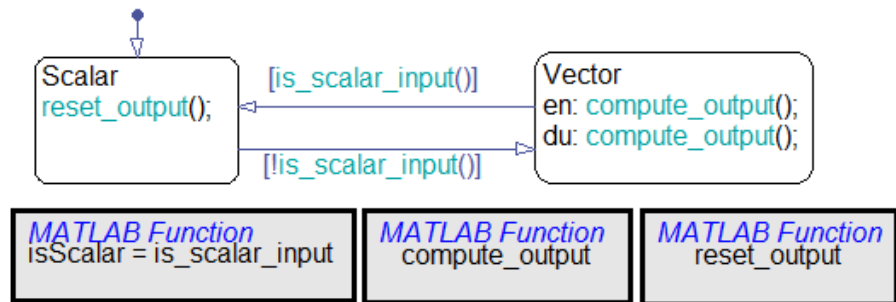 Scalar
reset_output();
[is_scalar_input()]
[!is_scalar_input()]
Vector
en: compute_output();
du: compute_output();
MATLAB Function
isScalar = is_scalar_input
MATLAB Function
compute_output
MATLAB Function
reset_output